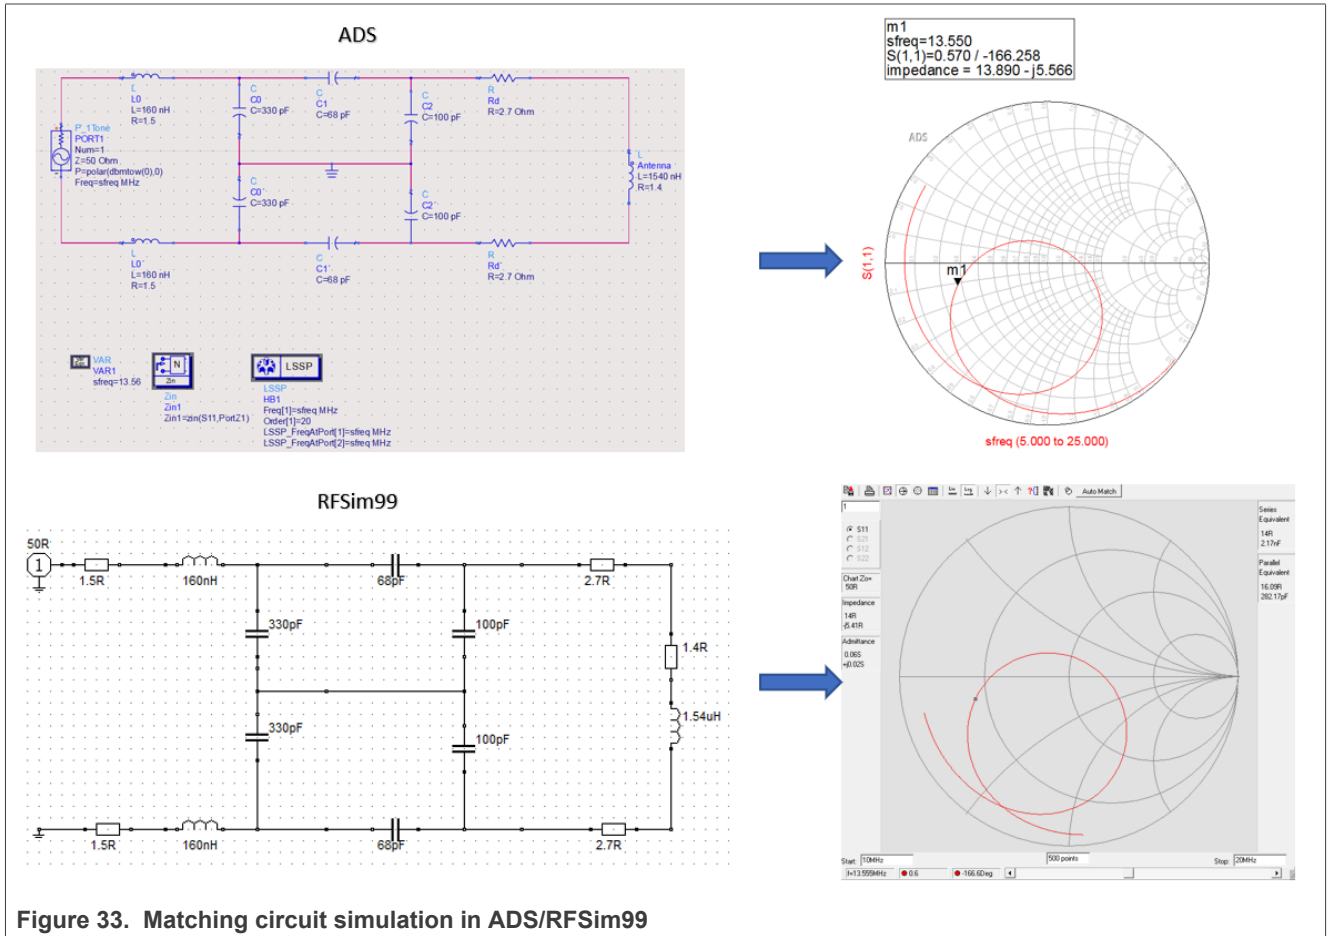 ADS
m1
sfreq=13.550
S(1,1)=0.570 / -166.258
impedance = 13.890 - j5.566
L
L0
L=160 nH
R=1.5
C
C0
C=330 pF
C
C1
C=68 pF
C
C2
C=100 pF
R
Rd
R=2.7 Ohm
P_1Tone
PORT1
Num=1
Z=50 Ohm
P=polar(dbmtow(0),0)
Freq=sfreq MHz
L
Antenna
L=1540 nH
R=1.4
C
C0`
C=330 pF
C
C2`
C=100 pF
L
L0`
L=160 nH
R=1.5
C
C1`
C=68 pF
R
Rd`
R=2.7 Ohm
VAR
VAR1
sfreq=13.56
N
Zin
Zin
Zin1
Zin1=zin(S11,PortZ1)
LSSP
LSSP
HB1
Freq[1]=sfreq MHz
Order[1]=20
LSSP_FreqAtPort[1]=sfreq MHz
LSSP_FreqAtPort[2]=sfreq MHz
ADS
S(1,1)
m1
sfreq (5.000 to 25.000)
RFSim99
50R
1
1.5R
160nH
68pF
2.7R
330pF
100pF
1.4R
1.54uH
330pF
100pF
1.5R
160nH
68pF
2.7R
Auto Match
1
S11
S21
S12
S22
Chart Zo=
50R
Impedance
14R
-j5.41R
Admittance
0.06S
+j0.02S
Series
Equivalent
14R
2.17nF
Parallel
Equivalent
16.09R
282.17pF
Start
10MHz
500 points
Stop:
20MHz
f=13.555MHz
0.6
-166.6Deg
Figure 33. Matching circuit simulation in ADS/RFSim99